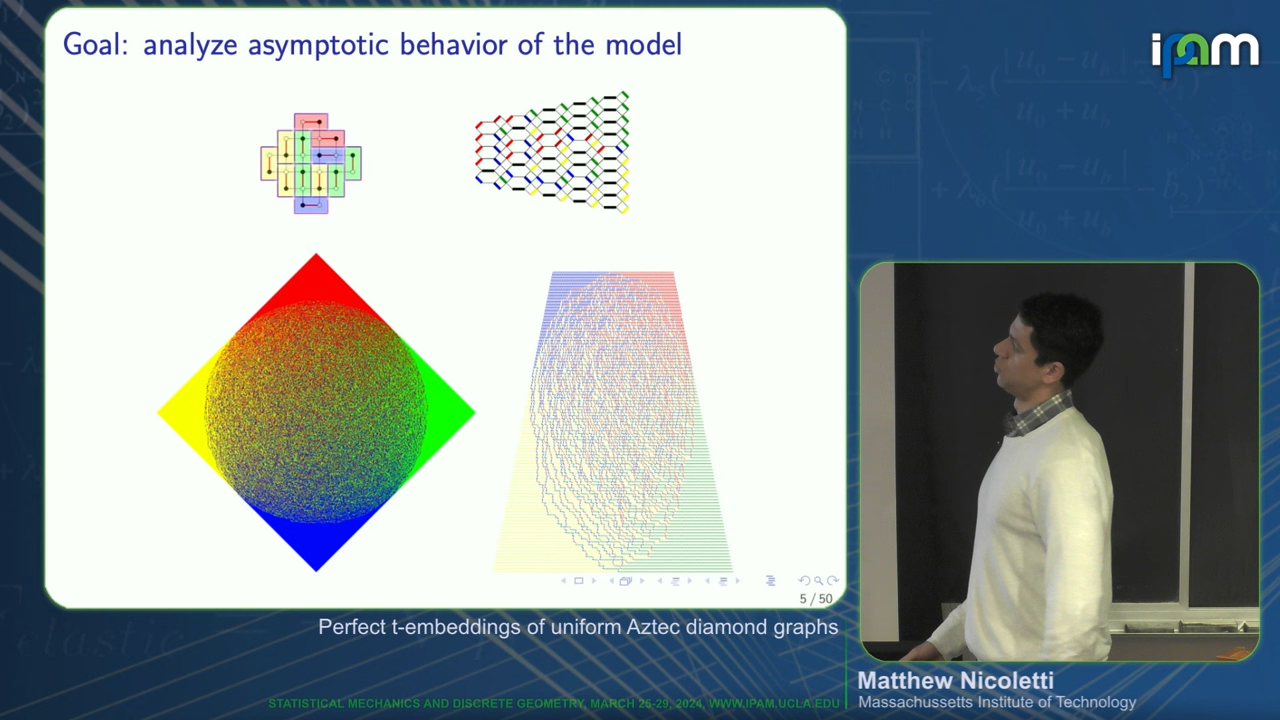 Goal: analyze asymptotic behavior of the model
ipam
5 / 50
Perfect t-embeddings of uniform Aztec diamond graphs
Matthew Nicoletti
Massachussetts Institute of Technology
STATISTICAL MECHANICS AND DISCRETE GEOMETRY, MARCH 25-29, 2024, WWW.IPAM.UCLA.EDU
elastic